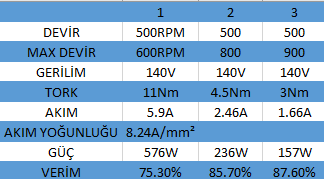 1 2 3
DEVİR 500RPM 500 500
MAX DEVİR 600RPM 800 900
GERİLİM 140V 140V 140V
TORK 11Nm 4.5Nm 3Nm
AKIM 5.9A 2.46A 1.66A
AKIM YOĞUNLUĞU 8.24A/mm²
GÜÇ 576W 236W 157W
VERİM 75.30% 85.70% 87.60%